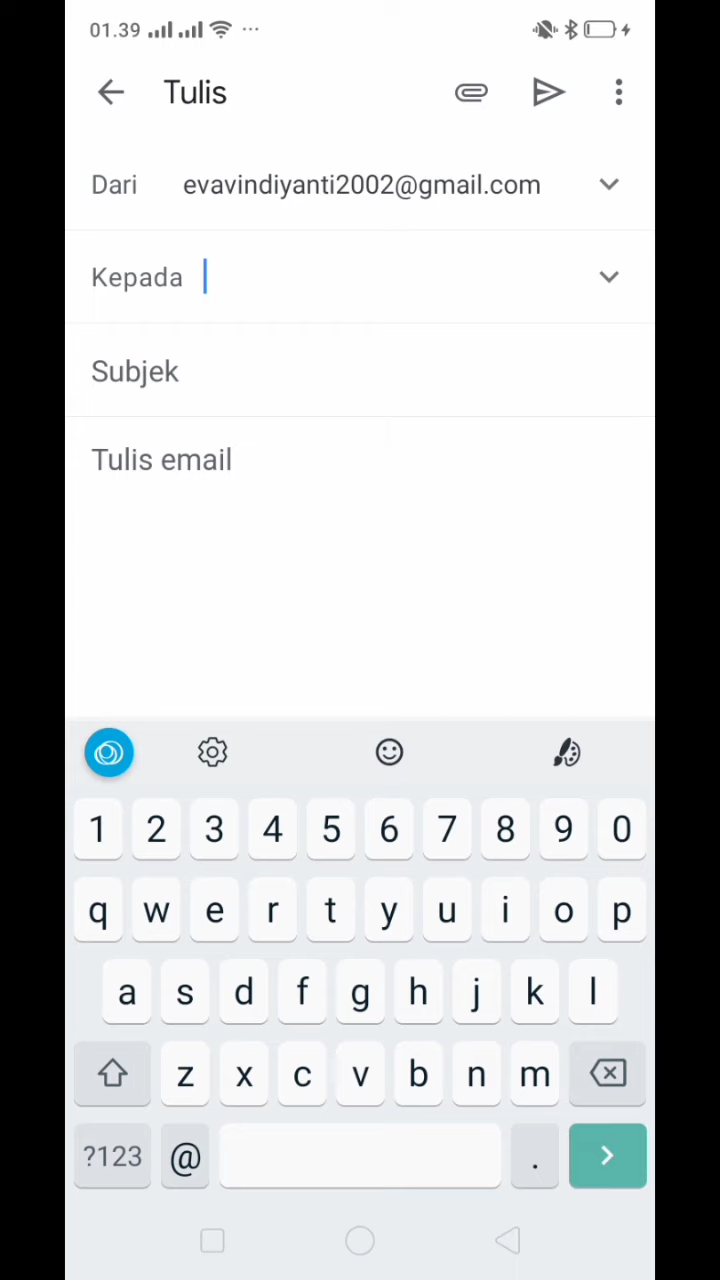 01.39
Tulis
Dari evavindiyanti2002@gmail.com
Kepada
Subjek
Tulis email
1 2 3 4 5 6 7 8 9 0
q w e r t y u i o p
a s d f g h j k l
z x c v b n m
?123 @ .